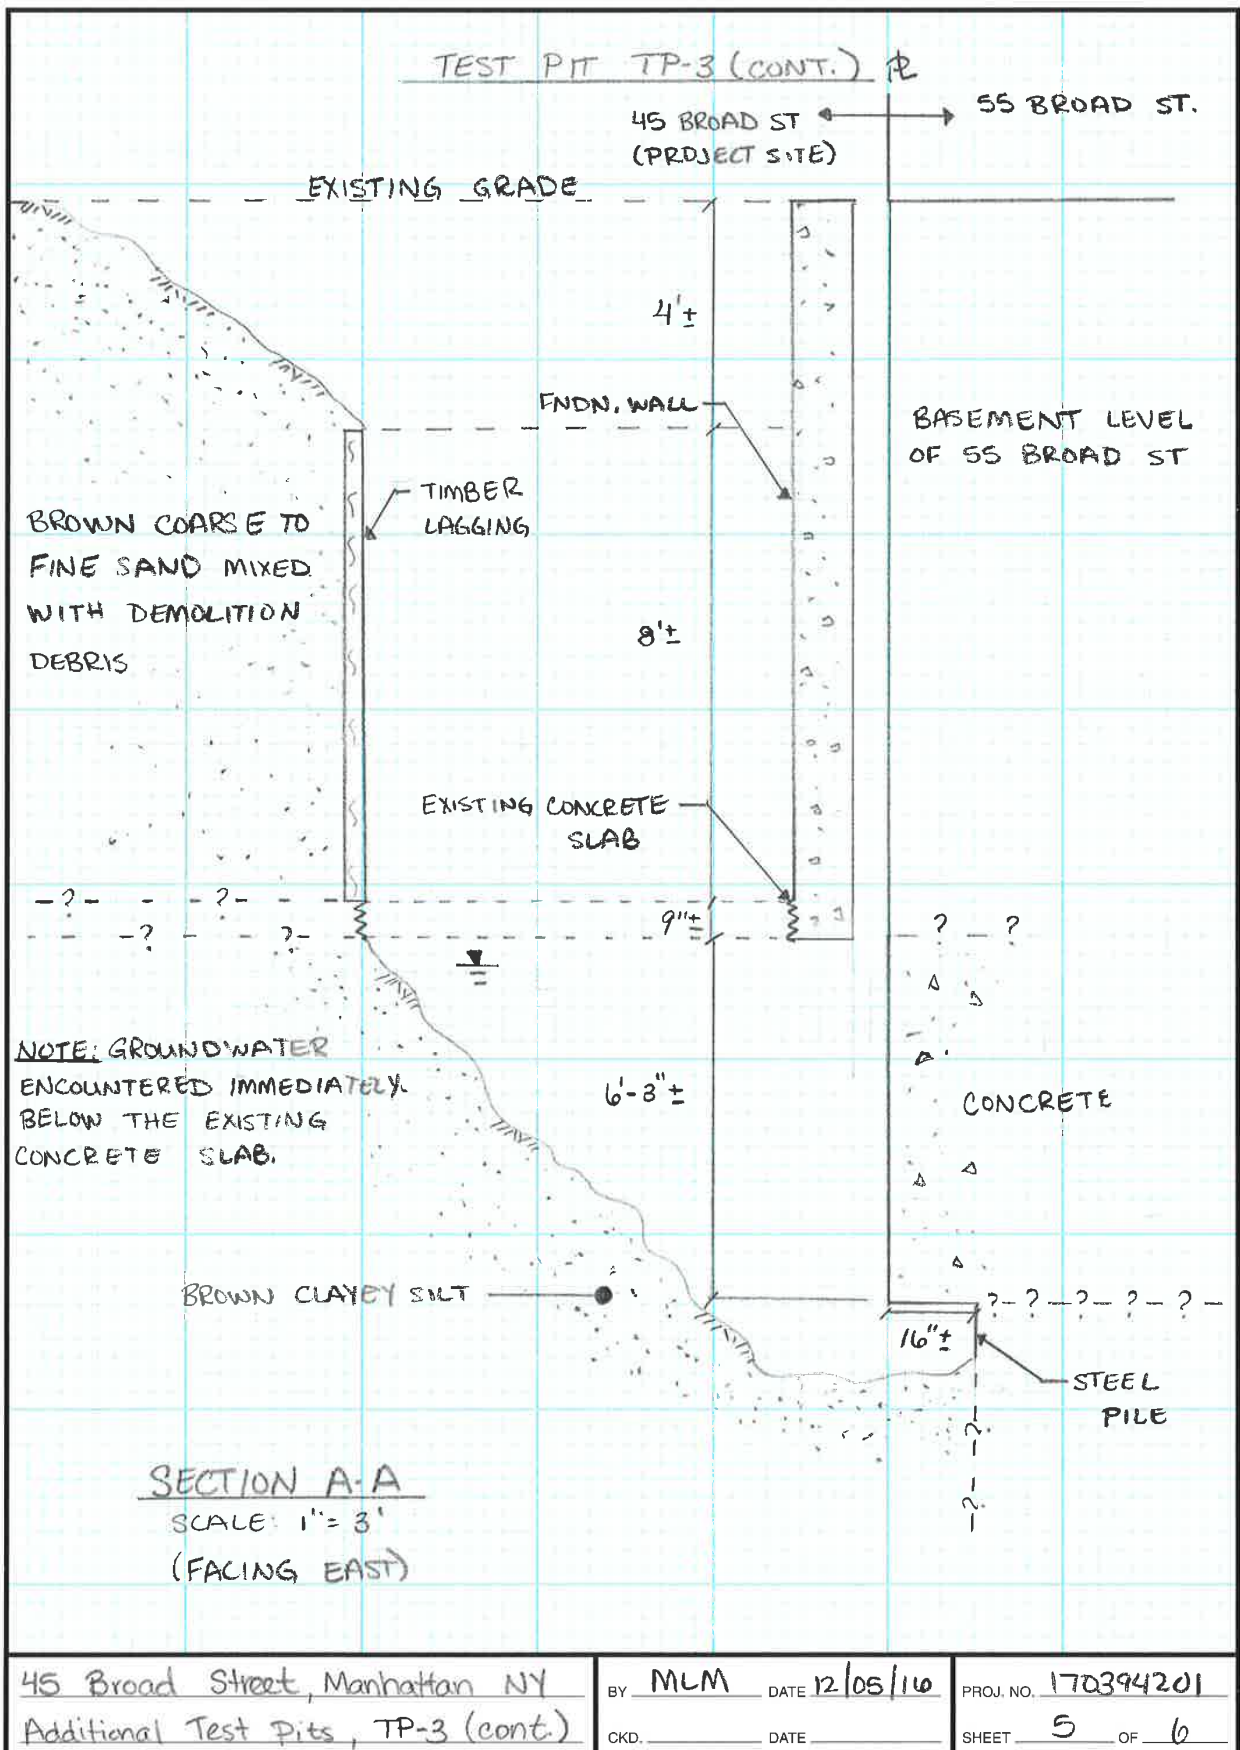 TEST PIT TP-3 (CONT.)
45 BROAD ST
(PROJECT SITE)
55 BROAD ST.
EXISTING GRADE
4'±
FNDN. WALL
BASEMENT LEVEL
OF 55 BROAD ST
TIMBER
LAGGING
BROWN COARSE TO
FINE SAND MIXED
WITH DEMOLITION
DEBRIS
8'±
EXISTING CONCRETE
SLAB
- ? - - - ? -
9"±
- ? - ? -
? - ?
NOTE: GROUNDWATER
ENCOUNTERED IMMEDIATELY
BELOW THE EXISTING
CONCRETE SLAB.
6'-3"±
CONCRETE
BROWN CLAYEY SILT
? - ? - ? - ? - ? -
16"±
STEEL
PILE
?
?
SECTION A-A
SCALE: 1" = 3'
(FACING EAST)
45 Broad Street, Manhattan NY
Additional Test Pits, TP-3 (cont.)
BY MLM DATE 12/05/16
CKD. DATE
PROJ. NO. 170394201
SHEET 5 OF 6